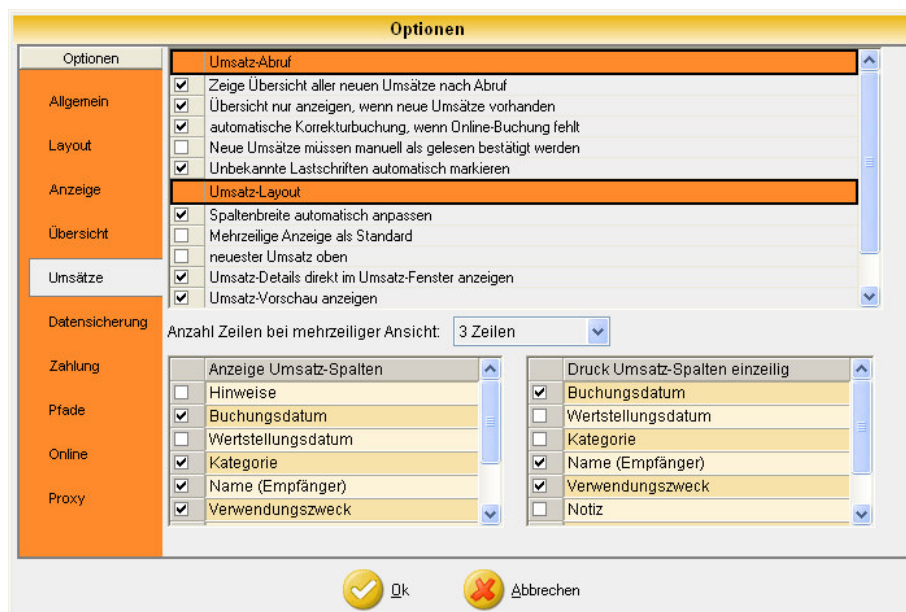 Optionen
Optionen
Allgemein
Layout
Anzeige
Übersicht
Umsätze
Datensicherung
Zahlung
Pfade
Online
Proxy
Umsatz-Abruf
Zeige Übersicht aller neuen Umsätze nach Abruf
Übersicht nur anzeigen, wenn neue Umsätze vorhanden
automatische Korrekturbuchung, wenn Online-Buchung fehlt
Neue Umsätze müssen manuell als gelesen bestätigt werden
Unbekannte Lastschriften automatisch markieren
Umsatz-Layout
Spaltenbreite automatisch anpassen
Mehrzeilige Anzeige als Standard
neuester Umsatz oben
Umsatz-Details direkt im Umsatz-Fenster anzeigen
Umsatz-Vorschau anzeigen
Anzahl Zeilen bei mehrzeiliger Ansicht: 3 Zeilen
Anzeige Umsatz-Spalten
Hinweise
Buchungsdatum
Wertstellungsdatum
Kategorie
Name (Empfänger)
Verwendungszweck
Druck Umsatz-Spalten einzeilig
Buchungsdatum
Wertstellungsdatum
Kategorie
Name (Empfänger)
Verwendungszweck
Notiz
Ok
Abbrechen